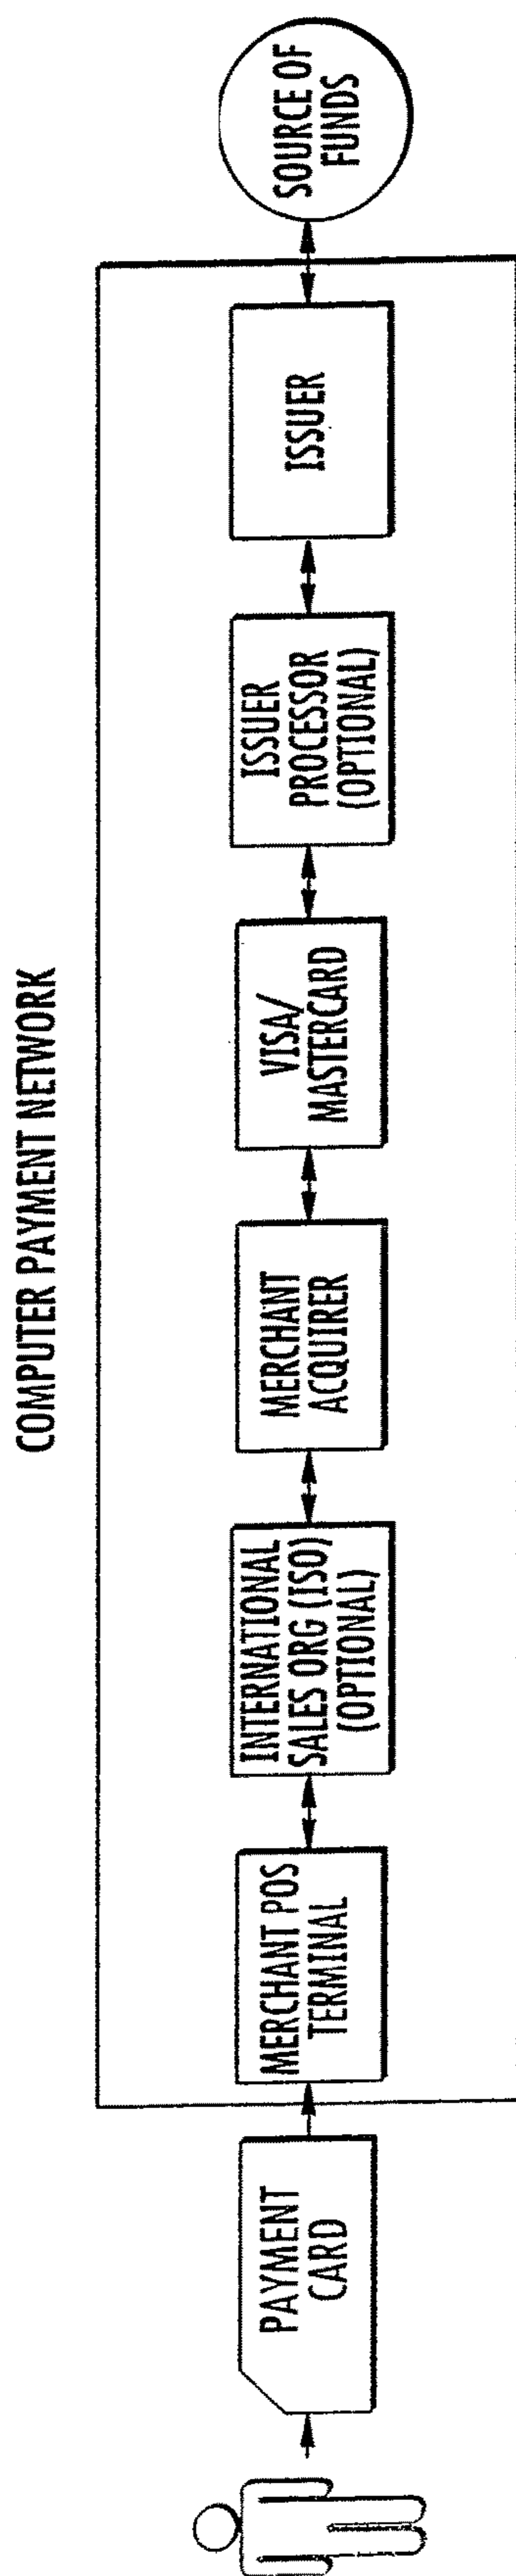 COMPUTER PAYMENT NETWORK
PAYMENT
CARD
MERCHANT POS
TERMINAL
INTERNATIONAL
SALES ORG (ISO)
(OPTIONAL)
MERCHANT
ACQUIRER
VISA/
MASTERCARD
ISSUER
PROCESSOR
(OPTIONAL)
ISSUER
SOURCE OF
FUNDS